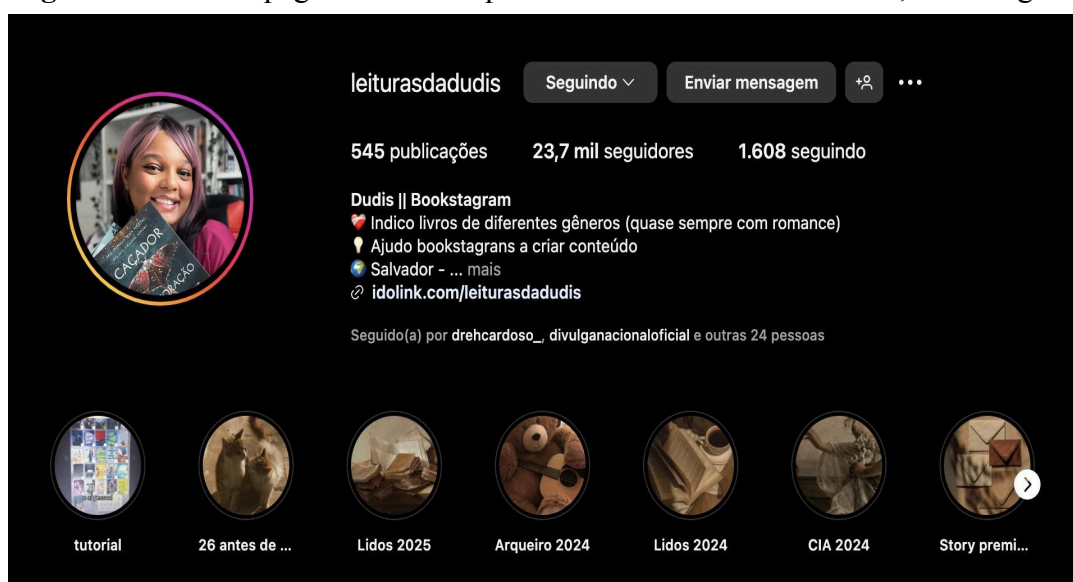 leiturasdadudis Seguindo Enviar mensagem
545 publicações 23,7 mil seguidores 1.608 seguindo
Dudis || Bookstagram
❤️‍🩹 Indico livros de diferentes gêneros (quase sempre com romance)
💡 Ajudo bookstagrans a criar conteúdo
🌍 Salvador - ... mais
idolink.com/leiturasdadudis
Seguido(a) por drehcardoso_, divulganacionaloficial e outras 24 pessoas
CAÇADOR
tutorial 26 antes de ... Lidos 2025 Arqueiro 2024 Lidos 2024 CIA 2024 Story premi...